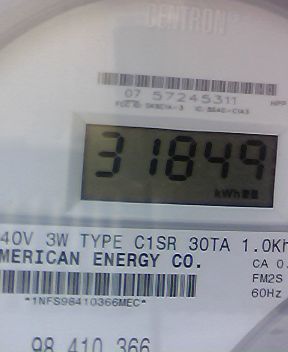 CENTRON®
07 57245311
31849
kWh
40V 3W TYPE C1SR 30TA 1.0Kh
MERICAN ENERGY CO.
CA 0.
FM2S
60Hz
*1NFS98410366MEC*
98 410 366